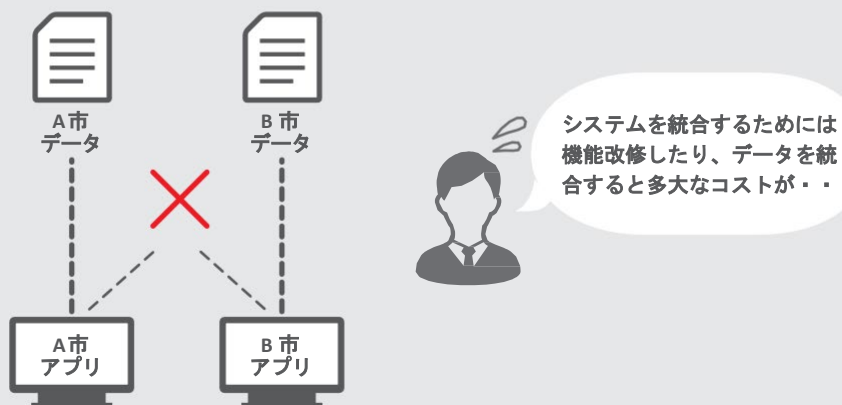 A市
データ
B 市
データ
システムを統合するためには
機能改修したり、データを統
合すると多大なコストが・・
A市
アプリ
B 市
アプリ